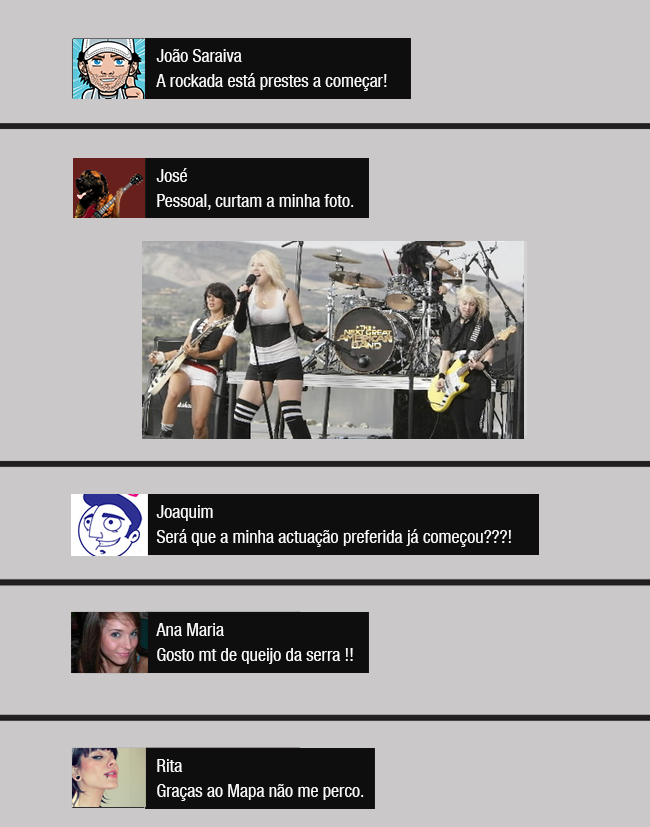 João Saraiva
A rockada está prestes a começar!
José
Pessoal, curtam a minha foto.
THE
NEXT GREAT
AMERICAN
BAND
Marshall
Joaquim
Será que a minha actuação preferida já começou???!
Ana Maria
Gosto mt de queijo da serra !!
Rita
Graças ao Mapa não me perco.